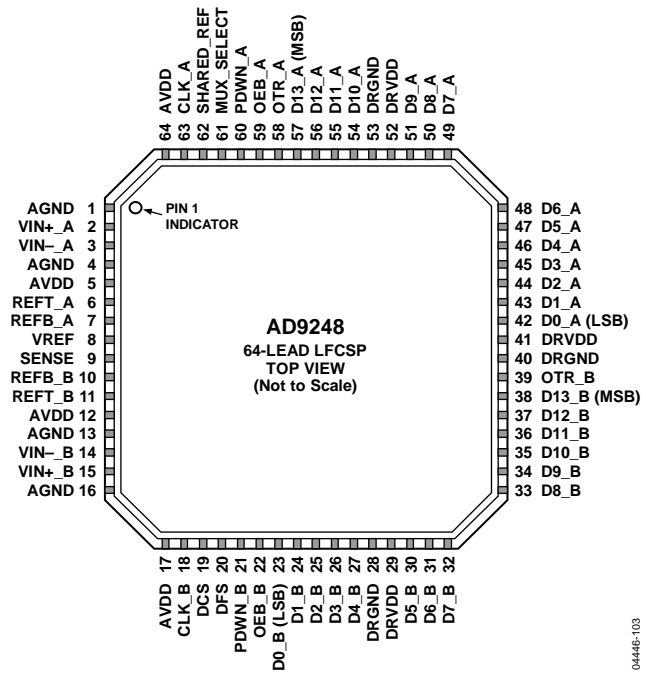 64 AVDD
63 CLK_A
62 SHARED_REF
61 MUX_SELECT
60 PDWN_A
59 OEB_A
58 OTR_A
57 D13_A (MSB)
56 D12_A
55 D11_A
54 D10_A
53 DRGND
52 DRVDD
51 D9_A
50 D8_A
49 D7_A
AGND 1
VIN+_A 2
VIN–_A 3
AGND 4
AVDD 5
REFT_A 6
REFB_A 7
VREF 8
SENSE 9
REFB_B 10
REFT_B 11
AVDD 12
AGND 13
VIN–_B 14
VIN+_B 15
AGND 16
PIN 1
INDICATOR
AD9248
64-LEAD LFCSP
TOP VIEW
(Not to Scale)
48 D6_A
47 D5_A
46 D4_A
45 D3_A
44 D2_A
43 D1_A
42 D0_A (LSB)
41 DRVDD
40 DRGND
39 OTR_B
38 D13_B (MSB)
37 D12_B
36 D11_B
35 D10_B
34 D9_B
33 D8_B
AVDD 17
CLK_B 18
DCS 19
DFS 20
PDWN_B 21
OEB_B 22
D0_B (LSB) 23
D1_B 24
D2_B 25
D3_B 26
D4_B 27
DRGND 28
DRVDD 29
D5_B 30
D6_B 31
D7_B 32
04446-103